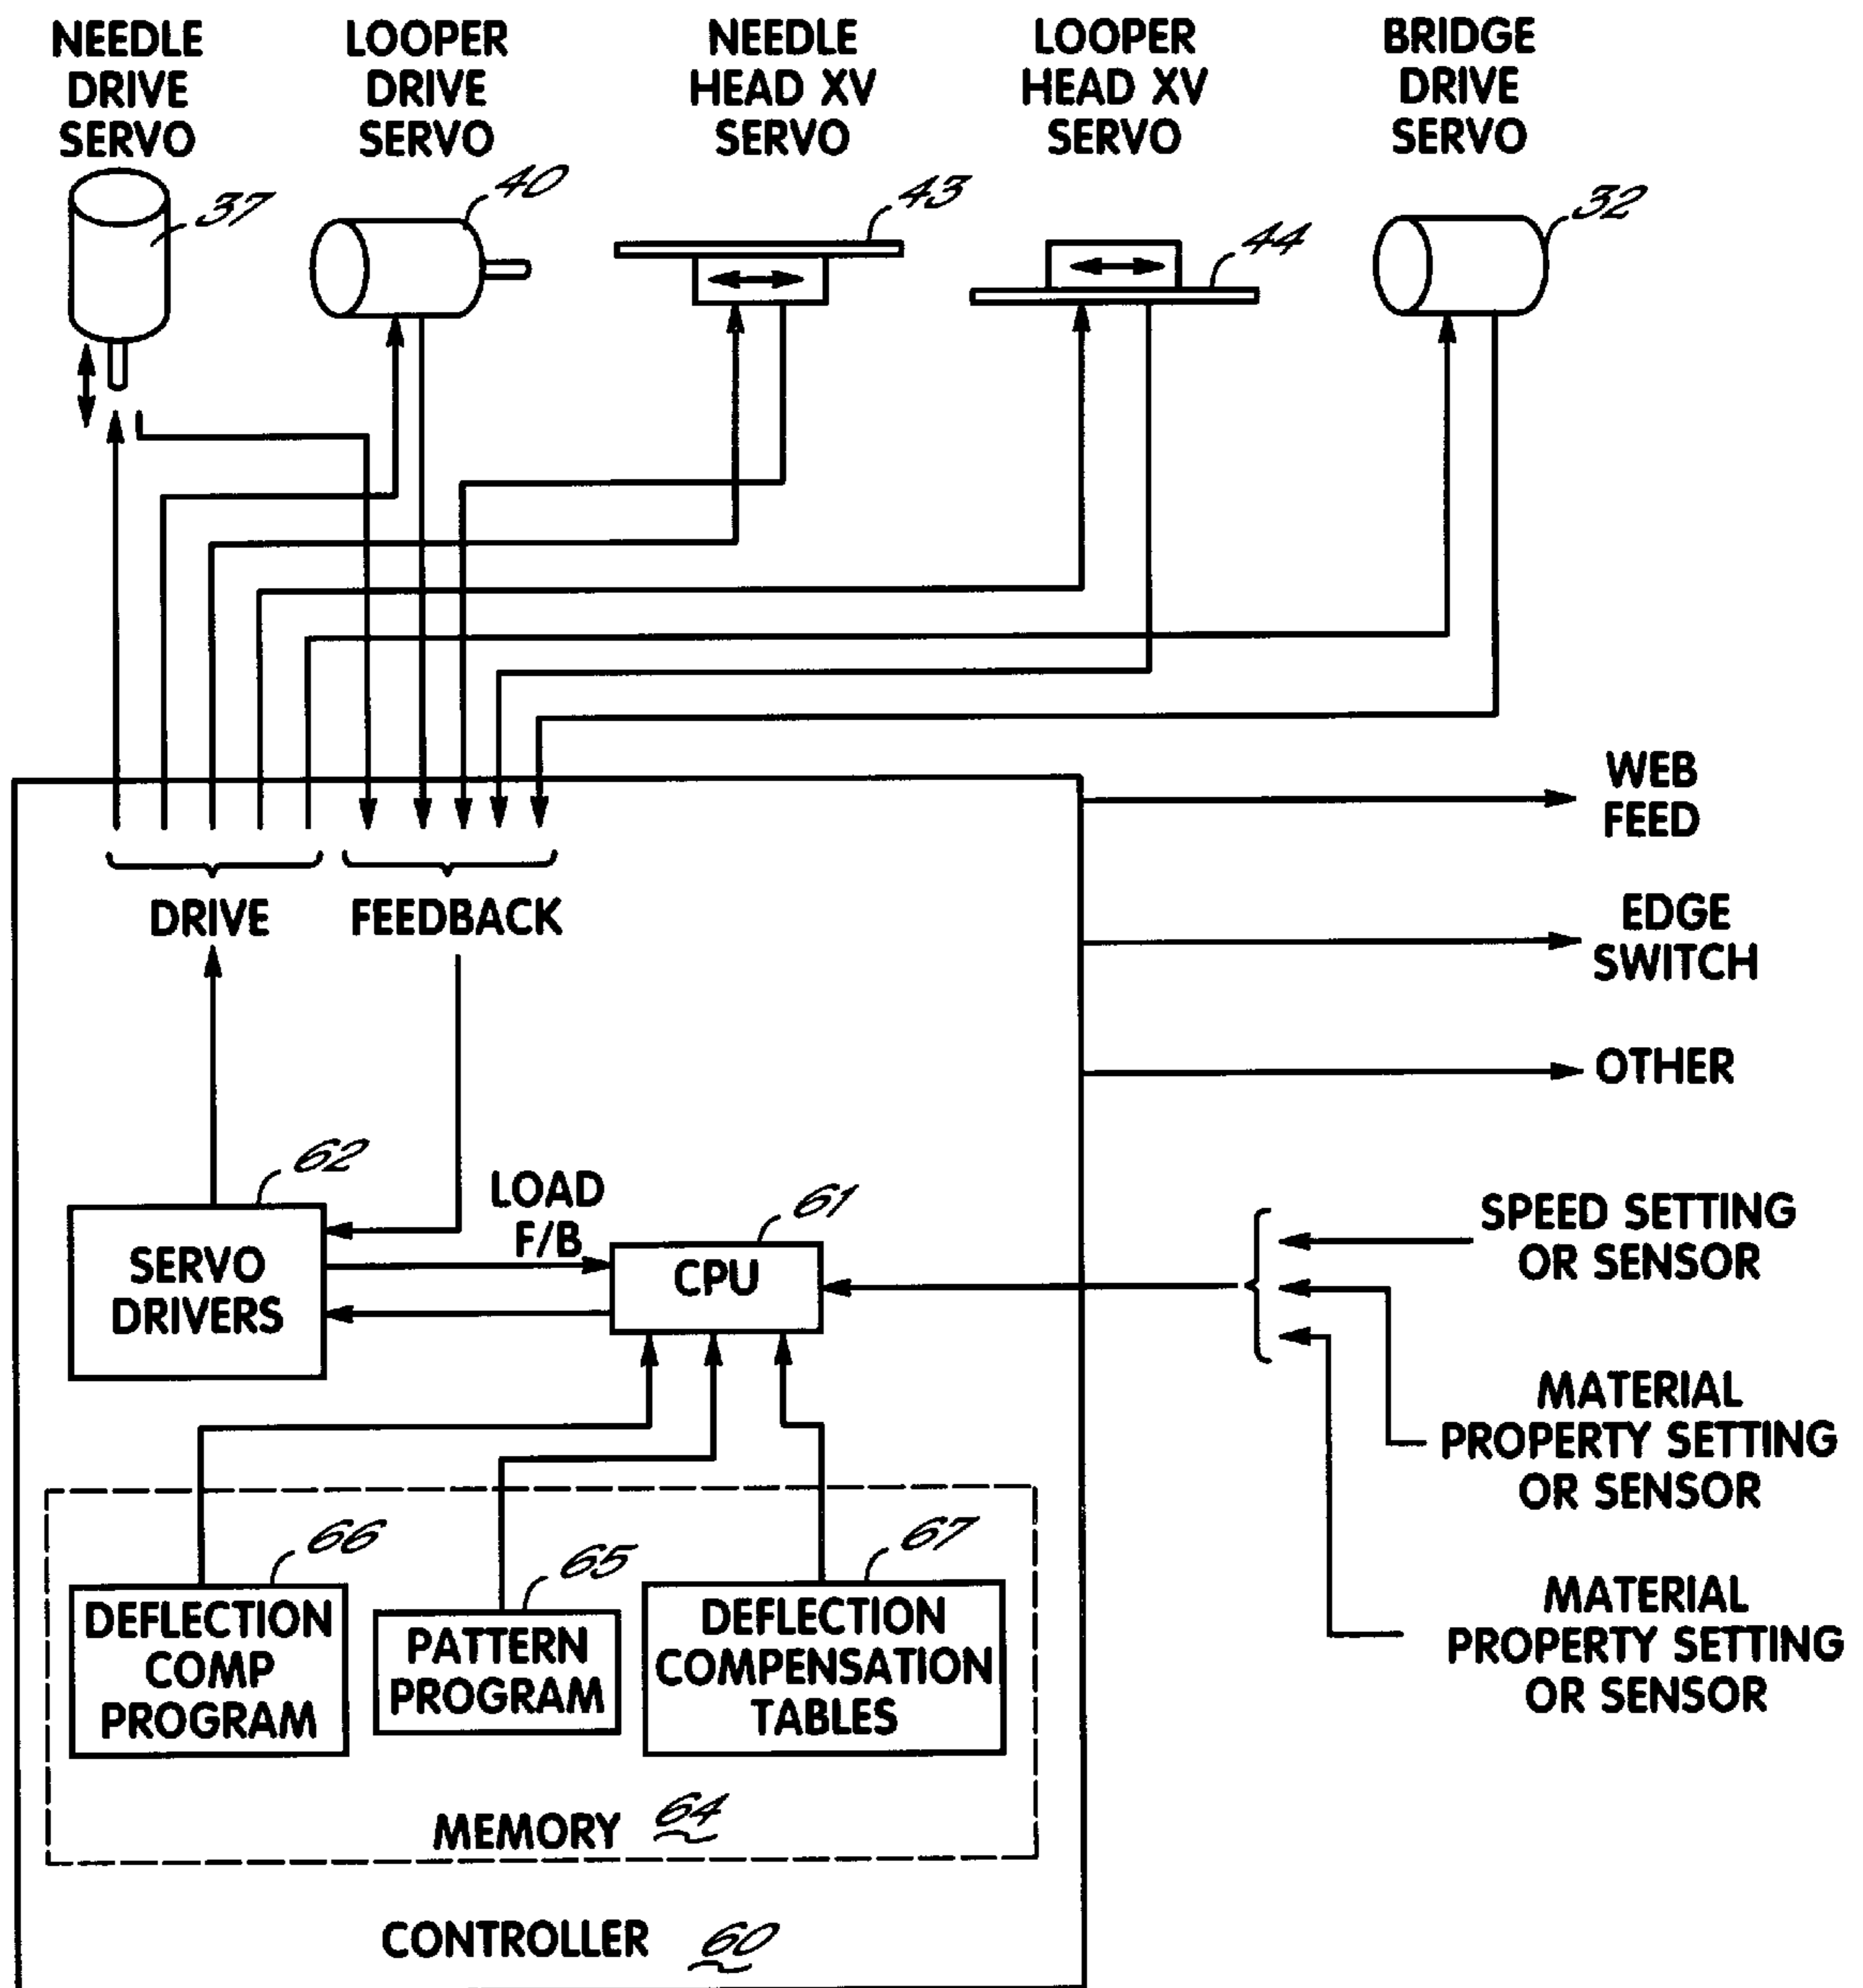 NEEDLE
DRIVE
SERVO
LOOPER
DRIVE
SERVO
NEEDLE
HEAD XV
SERVO
LOOPER
HEAD XV
SERVO
BRIDGE
DRIVE
SERVO
37
40
43
44
32
WEB
FEED
DRIVE
FEEDBACK
EDGE
SWITCH
OTHER
62
LOAD
F/B
61
SERVO
DRIVERS
CPU
SPEED SETTING
OR SENSOR
MATERIAL
PROPERTY SETTING
OR SENSOR
MATERIAL
PROPERTY SETTING
OR SENSOR
66
65
67
DEFLECTION
COMP
PROGRAM
PATTERN
PROGRAM
DEFLECTION
COMPENSATION
TABLES
MEMORY 64
CONTROLLER 60